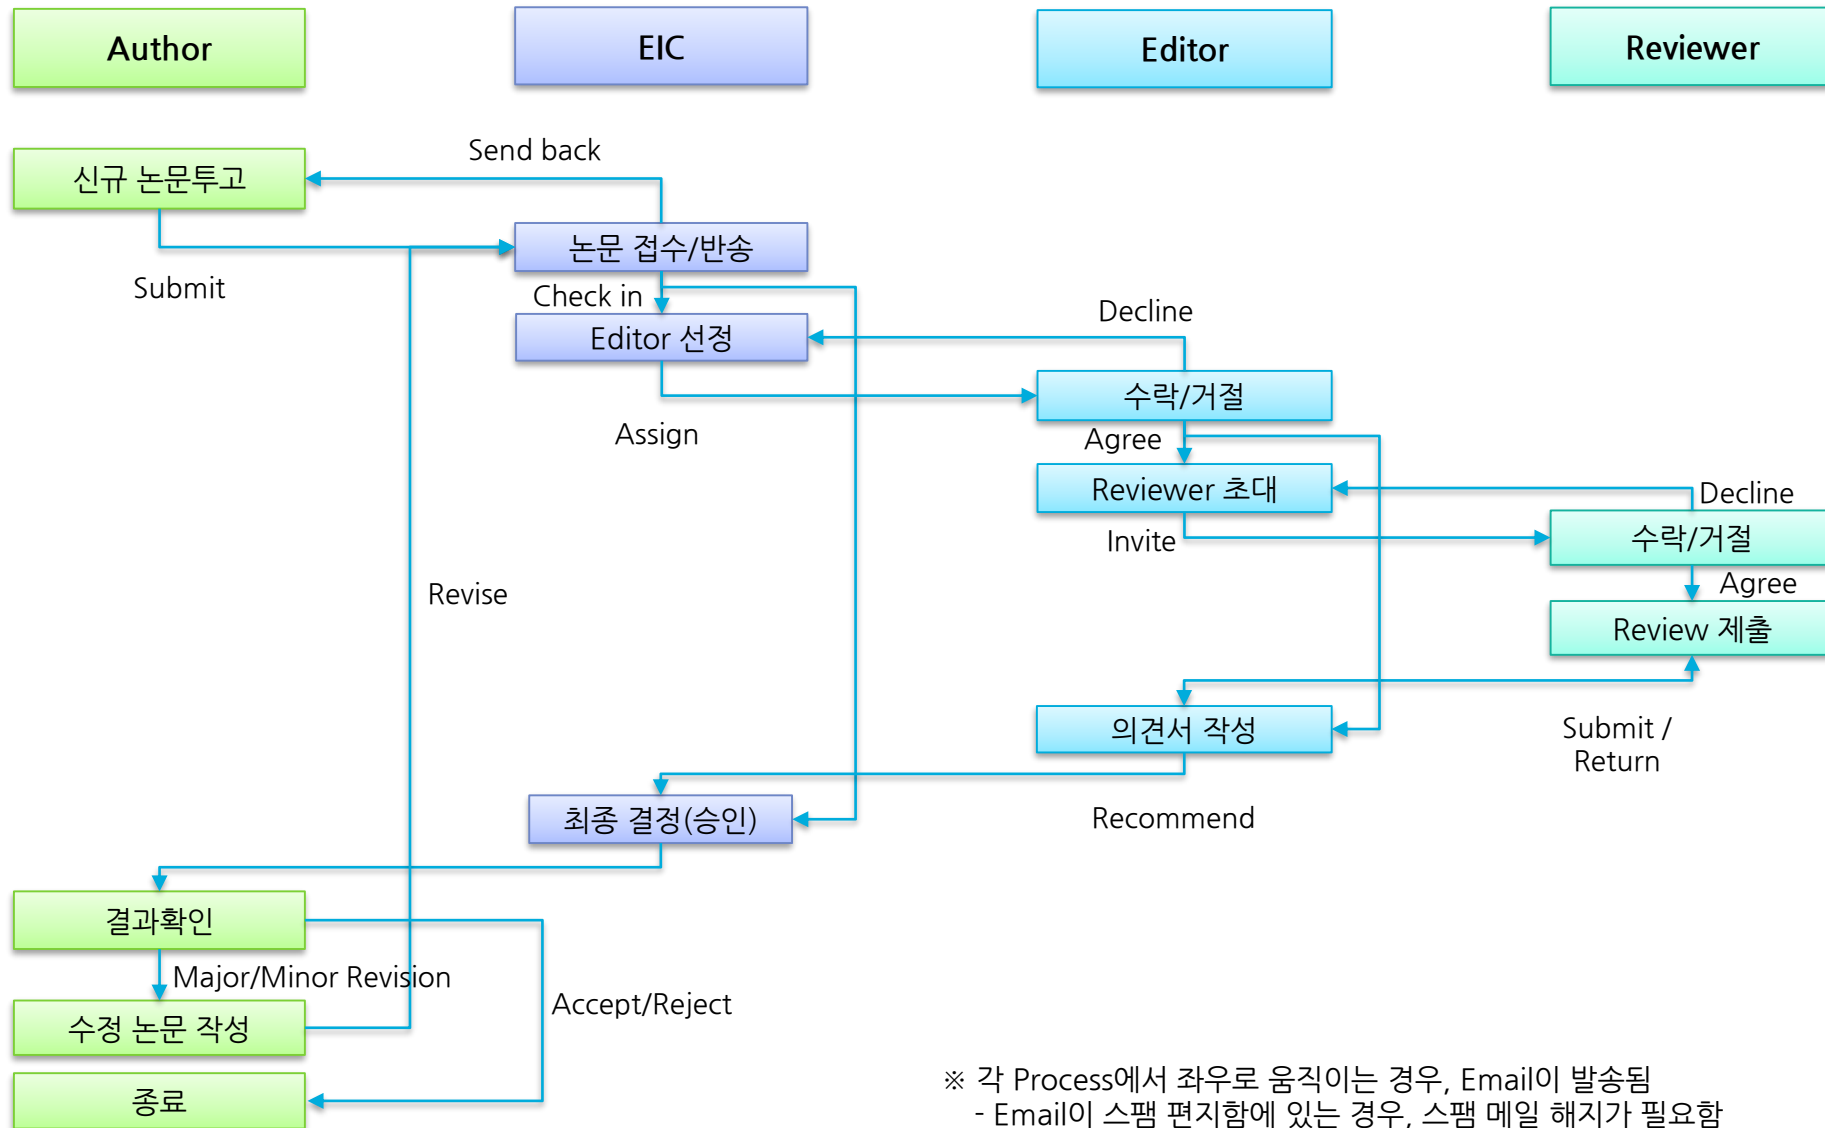 Author
EIC
Editor
Reviewer
Send back
신규 논문투고
논문 접수/반송
Submit
Check in
Decline
Editor 선정
수락/거절
Assign
Agree
Reviewer 초대
Decline
Invite
수락/거절
Agree
Revise
Review 제출
의견서 작성
Submit /
Return
최종 결정(승인)
Recommend
결과확인
Major/Minor Revision
Accept/Reject
수정 논문 작성
종료
※ 각 Process에서 좌우로 움직이는 경우, Email이 발송됨
- Email이 스팸 편지함에 있는 경우, 스팸 메일 해지가 필요함